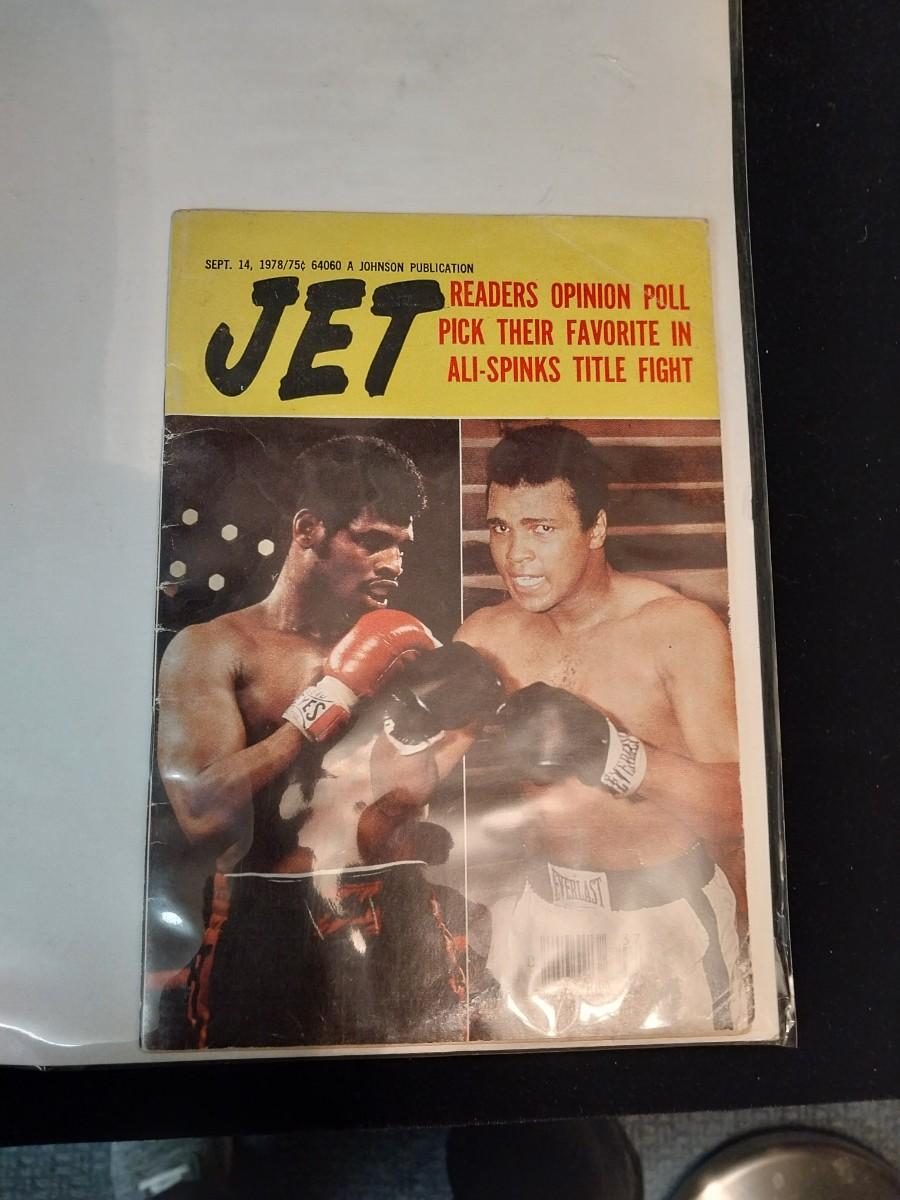 SEPT. 14, 1978/75¢ 64060 A JOHNSON PUBLICATION
JET
READERS OPINION POLL
PICK THEIR FAVORITE IN
ALI-SPINKS TITLE FIGHT
EVERLAST